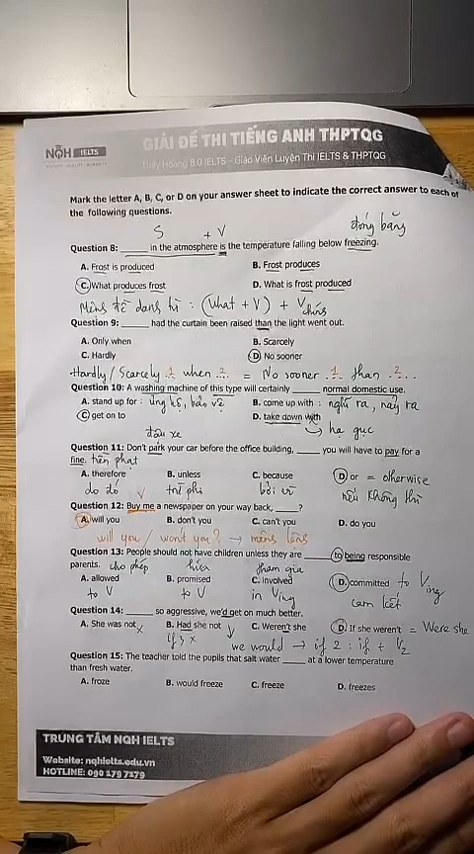 NQH IELTS
GIẢI ĐỀ THI TIẾNG ANH THPTQG
Thầy Hoàng 8.0 IELTS - Giáo Viên Luyện Thi IELTS & THPTQG
Mark the letter A, B, C, or D on your answer sheet to indicate the correct answer to each of
the following questions.
S + V đóng băng
Question 8: ______ in the atmosphere is the temperature falling below freezing.
A. Frost is produced B. Frost produces
C. What produces frost D. What is frost produced
Mệnh đề danh từ : (What + V) + V chính
Question 9: ______ had the curtain been raised than the light went out.
A. Only when B. Scarcely
C. Hardly D. No sooner
Hardly / Scarcely .1. when .2. = No sooner .1. than .2..
Question 10: A washing machine of this type will certainly ______ normal domestic use.
A. stand up for : ủng hộ, bảo vệ B. come up with : nghĩ ra, nảy ra
C. get on to D. take down with
→ hạ gục
đậu xe
Question 11: Don't park your car before the office building, ______ you will have to pay for a
fine. tiền phạt
A. therefore B. unless C. because D. or = otherwise
do đó trừ phi bởi vì nếu không thì
V
Question 12: Buy me a newspaper on your way back, ______?
A. will you B. don't you C. can't you D. do you
will you / won't you? → mệnh lệnh
Question 13: People should not have children unless they are ______ to being responsible
parents. cho phép hứa tham gia
A. allowed B. promised C. involved D. committed to Ving
to V to V in Ving cam kết
Question 14: ______ so aggressive, we'd get on much better.
A. She was not x B. Had she not C. Weren't she D. If she weren't = Were she
if 3 x we would → if 2 : if + V2
Question 15: The teacher told the pupils that salt water ______ at a lower temperature
than fresh water.
A. froze B. would freeze C. freeze D. freezes
TRUNG TÂM NQH IELTS
Website: nqhielts.edu.vn
HOTLINE: 090 179 7179